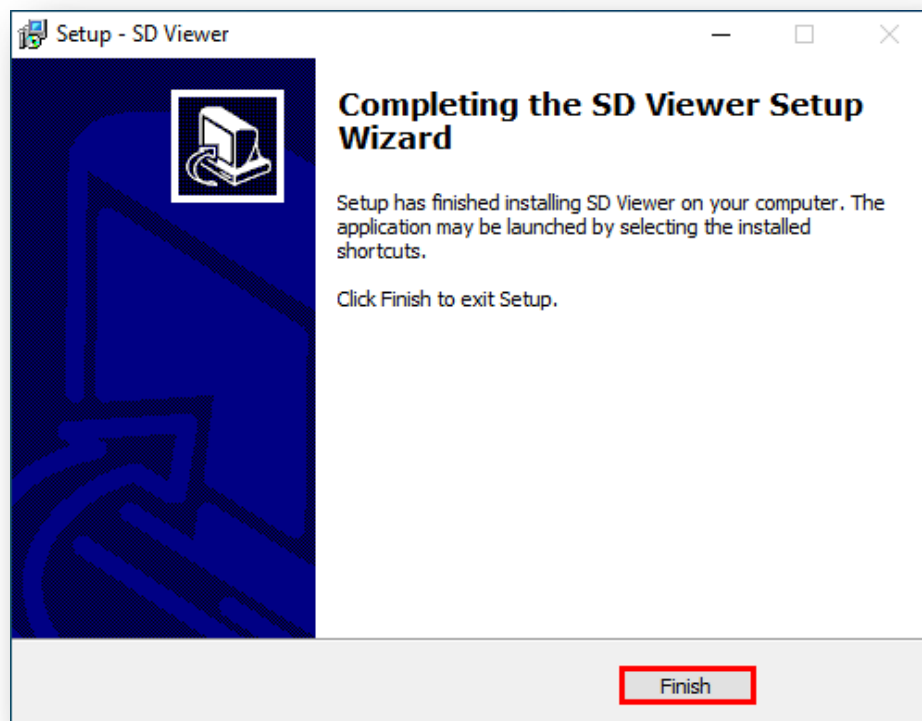 Setup - SD Viewer
Completing the SD Viewer Setup
Wizard
Setup has finished installing SD Viewer on your computer. The
application may be launched by selecting the installed
shortcuts.
Click Finish to exit Setup.
Finish